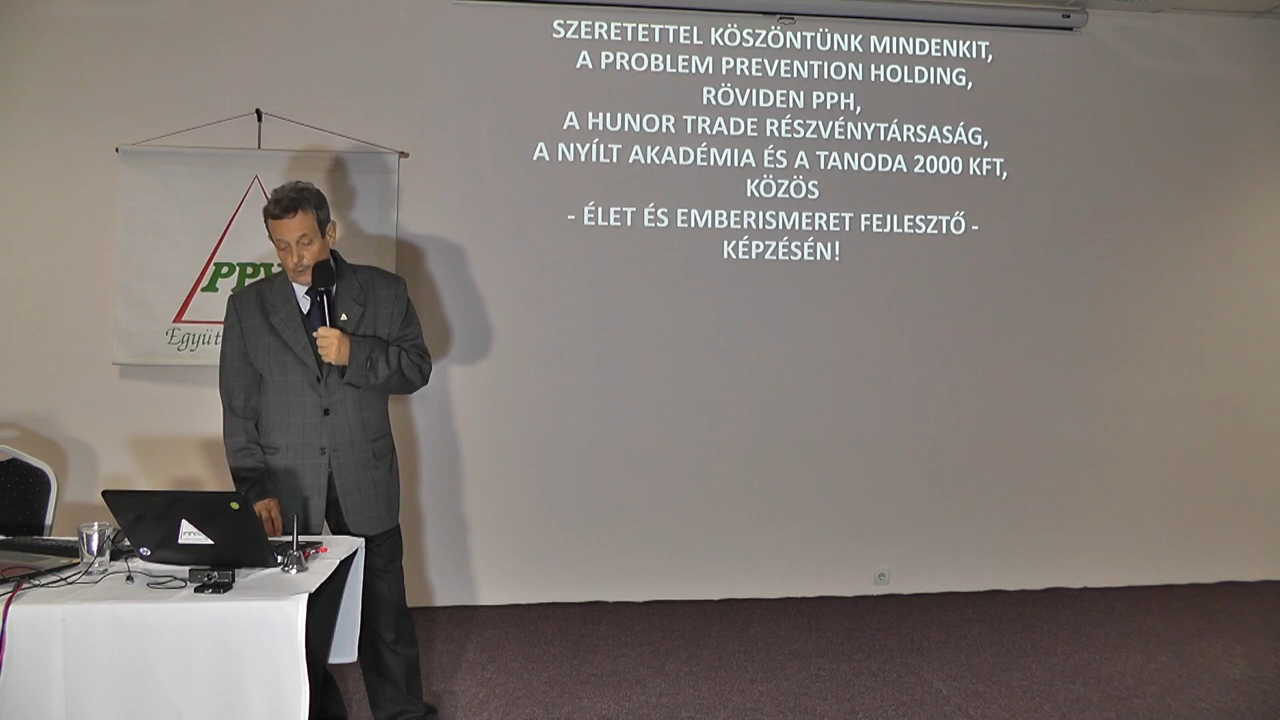 SZERETETTEL KÖSZÖNTÜNK MINDENKIT,
A PROBLEM PREVENTION HOLDING,
RÖVIDEN PPH,
A HUNOR TRADE RÉSZVÉNYTÁRSASÁG,
A NYÍLT AKADÉMIA ÉS A TANODA 2000 KFT,
KÖZÖS
- ÉLET ÉS EMBERISMERET FEJLESZTŐ -
KÉPZÉSÉN!